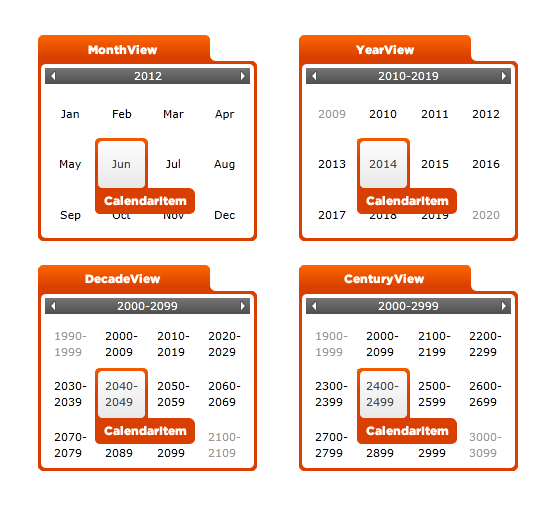 MonthView
2012
Jan Feb Mar Apr
May Jun Jul Aug
CalendarItem
Sep Oct Nov Dec
YearView
2010-2019
2009 2010 2011 2012
2013 2014 2015 2016
CalendarItem
2017 2018 2019 2020
DecadeView
2000-2099
1990- 2000- 2010- 2020-
1999 2009 2019 2029
2030- 2040- 2050- 2060-
2039 2049 2059 2069
CalendarItem
2070- 2100-
2079 2089 2099 2109
CenturyView
2000-2999
1900- 2000- 2100- 2200-
1999 2099 2199 2299
2300- 2400- 2500- 2600-
2399 2499 2599 2699
CalendarItem
2700- 3000-
2799 2899 2999 3099